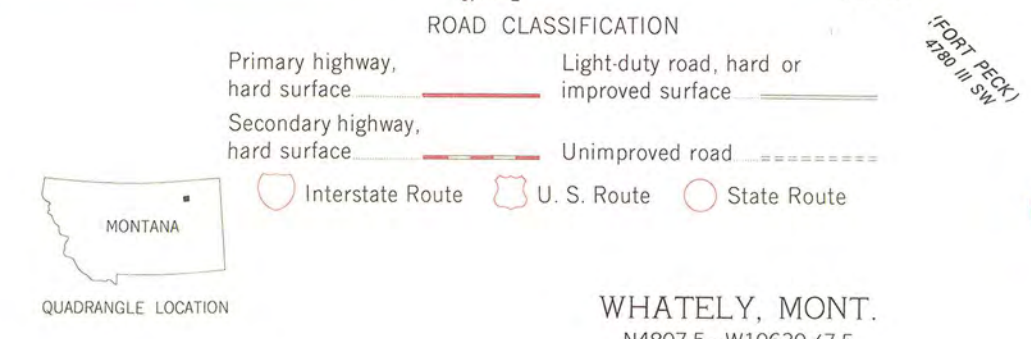 ROAD CLASSIFICATION
Primary highway,
hard surface
Light-duty road, hard or
improved surface
Secondary highway,
hard surface
Unimproved road
Interstate Route
U. S. Route
State Route
(FORT PECK)
4780 III SW
MONTANA
QUADRANGLE LOCATION
WHATELY, MONT.